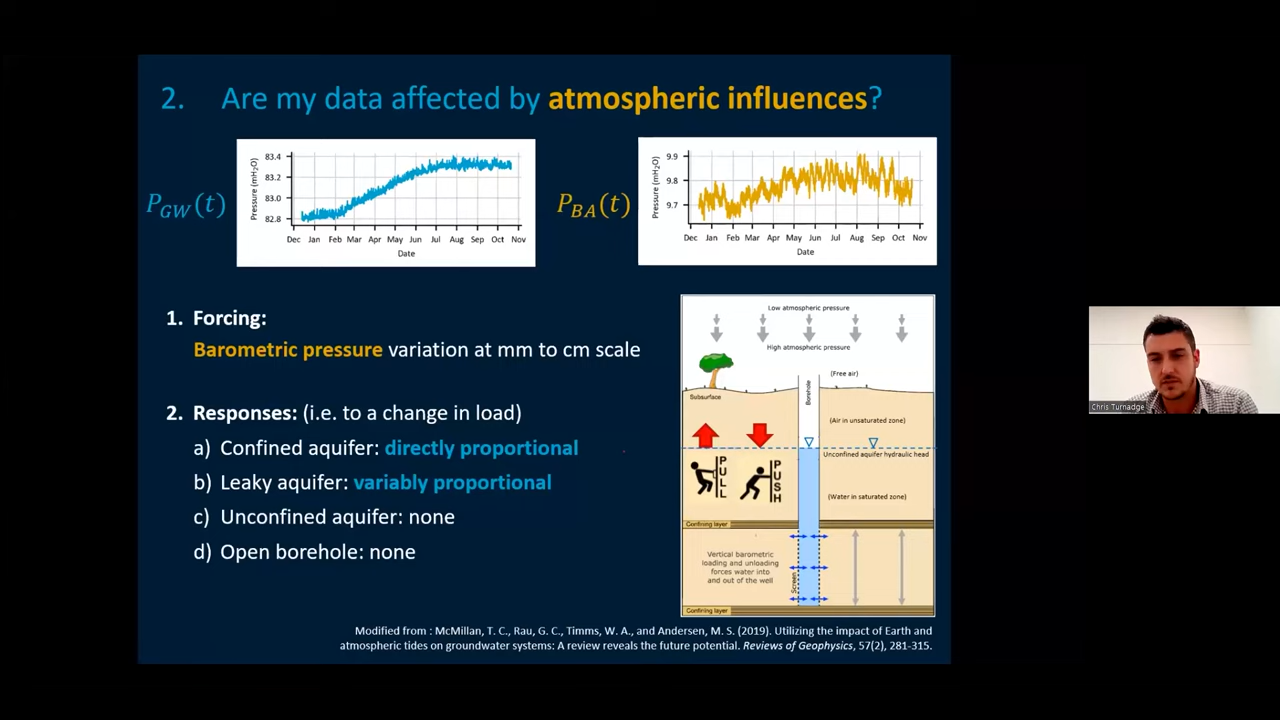 2. Are my data affected by atmospheric influences?
P_GW(t)
Pressure (mH₂O)
83.4
83.2
83.0
82.8
Dec Jan Feb Mar Apr May Jun Jul Aug Sep Oct Nov
Date
P_BA(t)
Pressure (mH₂O)
9.9
9.8
9.7
Dec Jan Feb Mar Apr May Jun Jul Aug Sep Oct Nov
Date
1. Forcing:
Barometric pressure variation at mm to cm scale
2. Responses: (i.e. to a change in load)
a) Confined aquifer: directly proportional
b) Leaky aquifer: variably proportional
c) Unconfined aquifer: none
d) Open borehole: none
Low atmospheric pressure
High atmospheric pressure
(Free air)
Borehole
Subsurface
(Air in unsaturated zone)
Unconfined aquifer hydraulic head
PULL
PUSH
(Water in saturated zone)
Confining layer
Vertical barometric
loading and unloading
forces water into
and out of the well
Screen
Confining layer
Modified from : McMillan, T. C., Rau, G. C., Timms, W. A., and Andersen, M. S. (2019). Utilizing the impact of Earth and
atmospheric tides on groundwater systems: A review reveals the future potential. Reviews of Geophysics, 57(2), 281-315.
Chris Turnadge